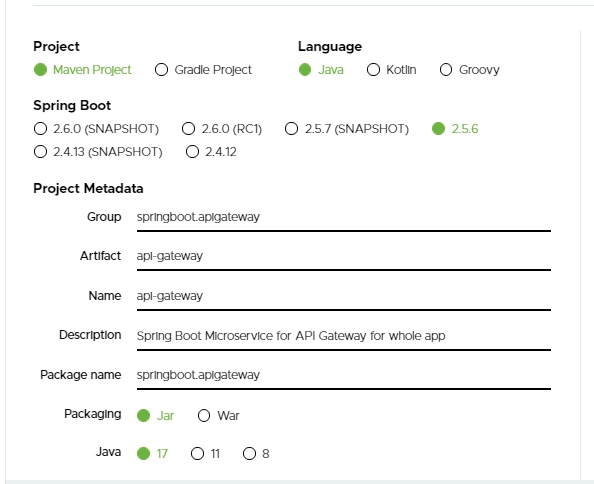 Project Language
Maven Project Gradle Project Java Kotlin Groovy
Spring Boot
2.6.0 (SNAPSHOT) 2.6.0 (RC1) 2.5.7 (SNAPSHOT) 2.5.6
2.4.13 (SNAPSHOT) 2.4.12
Project Metadata
Group springboot.apigateway
Artifact api-gateway
Name api-gateway
Description Spring Boot Microservice for API Gateway for whole app
Package name springboot.apigateway
Packaging Jar War
Java 17 11 8